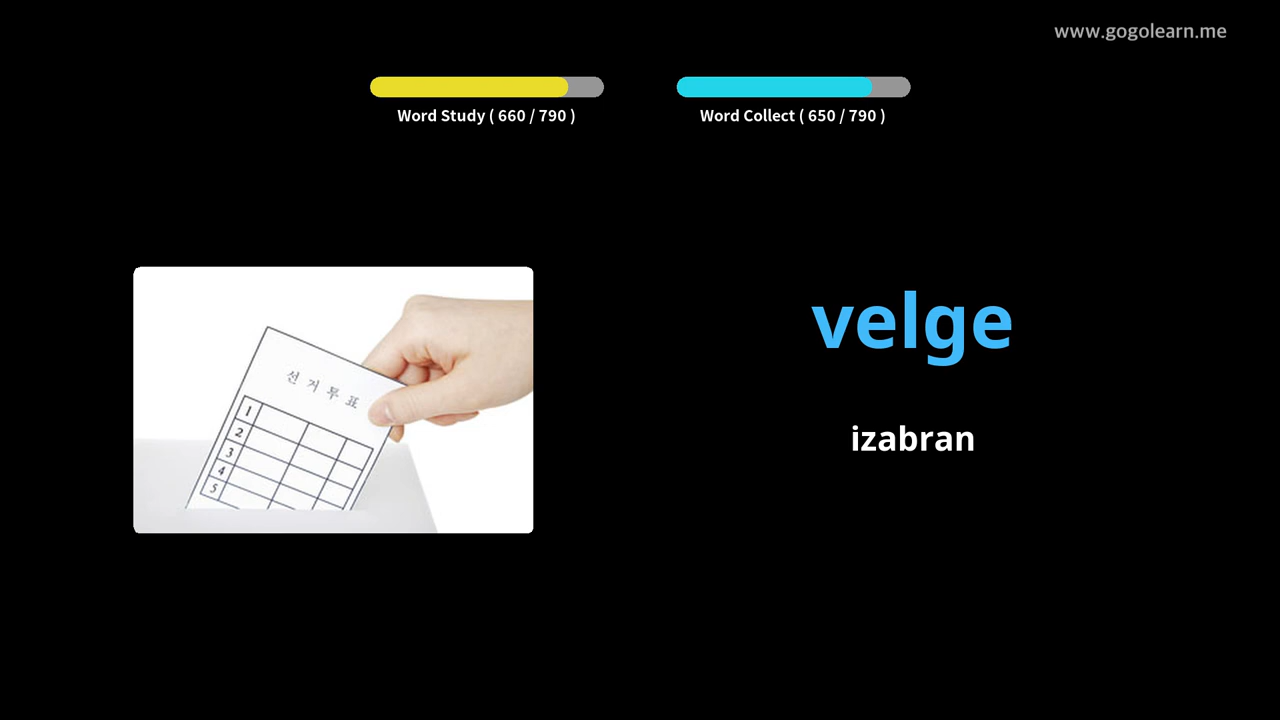 www.gogolearn.me
Word Study ( 660 / 790 )
Word Collect ( 650 / 790 )
선거투표
1
2
3
4
5
velge
izabran